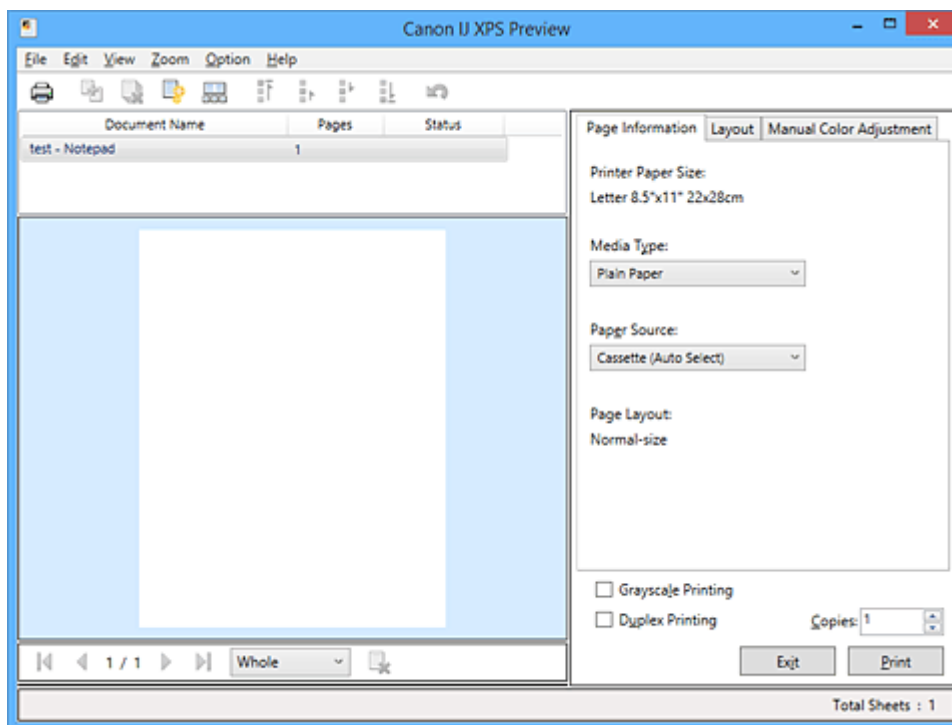 Canon IJ XPS Preview
File Edit View Zoom Option Help
Document Name Pages Status
test - Notepad 1
Page Information Layout Manual Color Adjustment
Printer Paper Size:
Letter 8.5"x11" 22x28cm
Media Type:
Plain Paper
Paper Source:
Cassette (Auto Select)
Page Layout:
Normal-size
Grayscale Printing
Duplex Printing Copies: 1
1 / 1 Whole
Exit Print
Total Sheets : 1